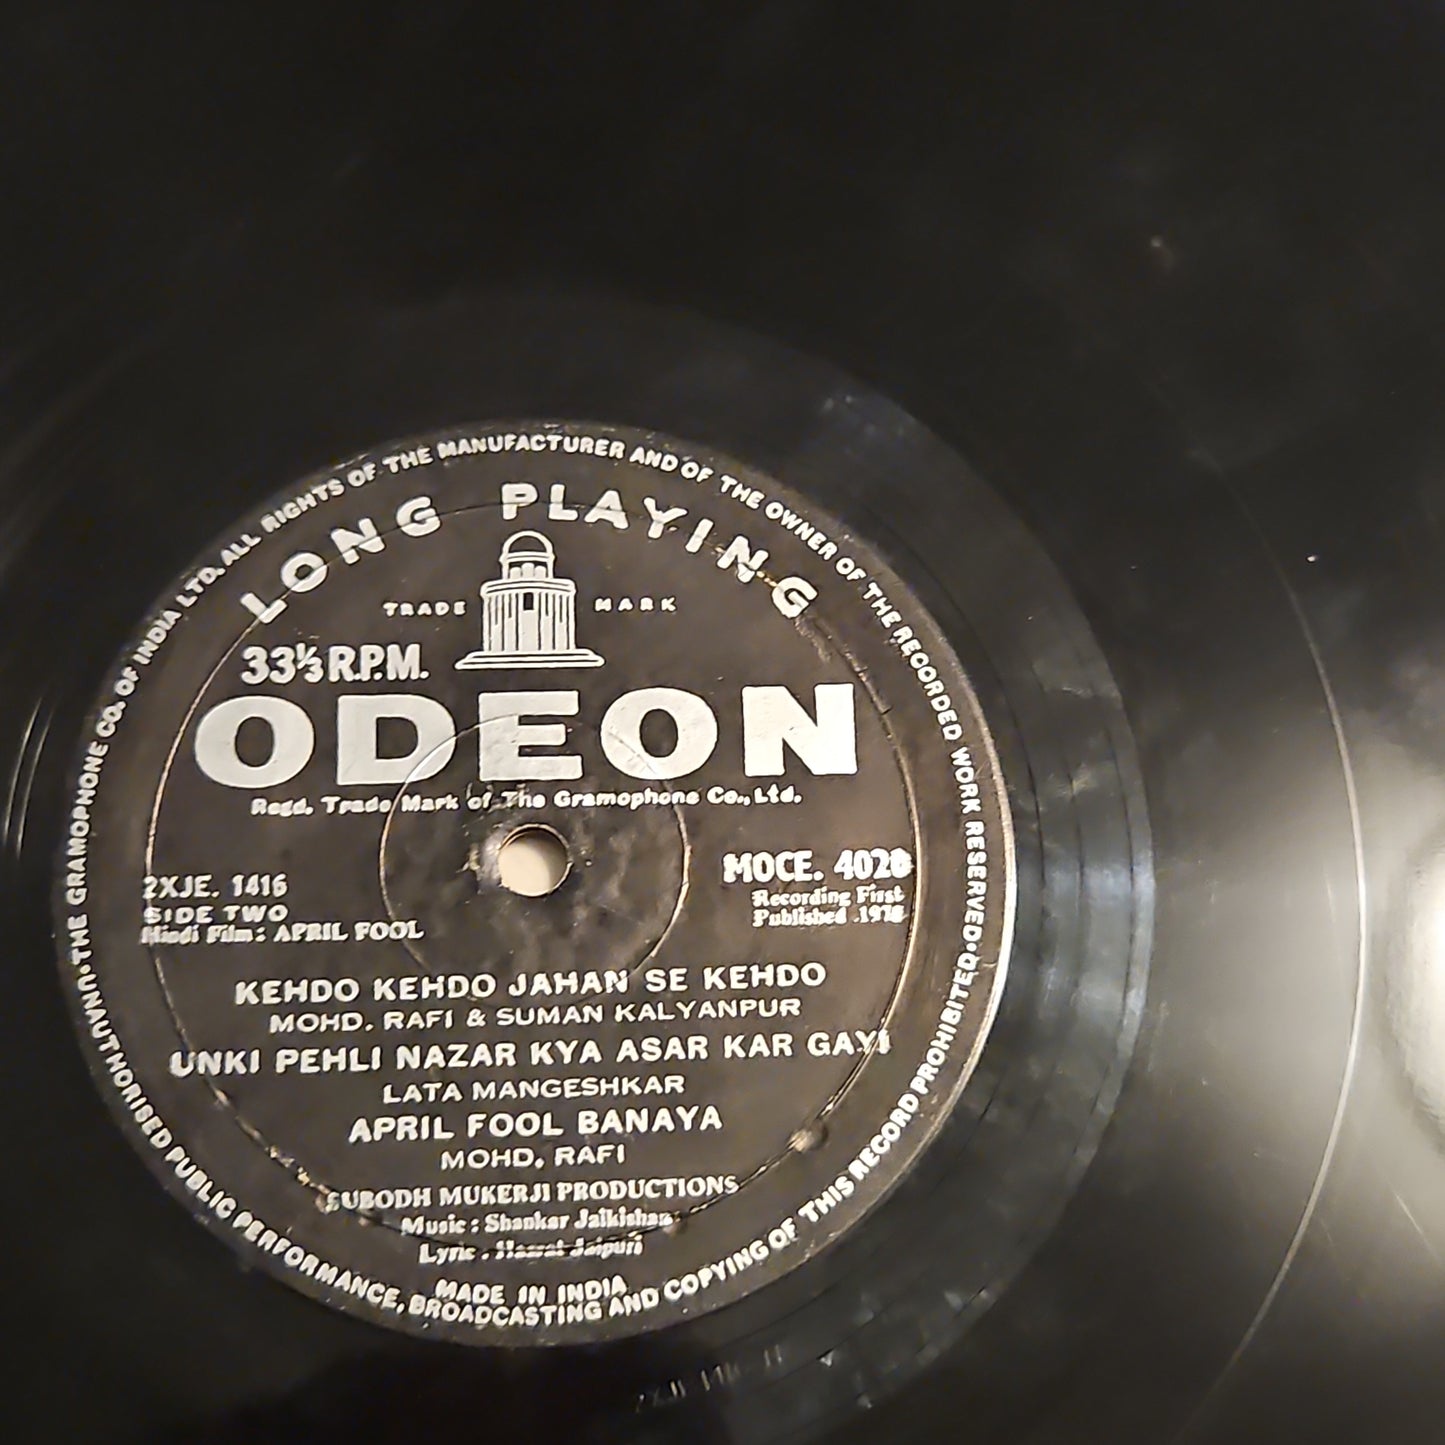 UNAUTHORISED PUBLIC PERFORMANCE, BROADCASTING AND COPYING OF THIS RECORD PROHIBITED•
•THE GRAMOPHONE CO. OF INDIA LTD. ALL RIGHTS OF THE MANUFACTURER AND OF THE OWNER OF THE RECORDED WORK RESERVED•
LONG PLAYING
TRADE MARK
33⅓ R.P.M.
ODEON
Regd. Trade Mark of The Gramophone Co., Ltd.
2XJE. 1416
SIDE TWO
Hindi Film: APRIL FOOL
MOCE.
Recording First
Published
KEHDO KEHDO JAHAN SE KEHDO
MOHD. RAFI & SUMAN KALYANPUR
UNKI PEHLI NAZAR KYA ASAR KAR GAYI
LATA MANGESHKAR
APRIL FOOL BANAYA
MOHD. RAFI
SUBODH MUKERJI PRODUCTIONS
Music : Shankar Jaikishan
Lyric . Hasrat Jaipuri
MADE IN INDIA